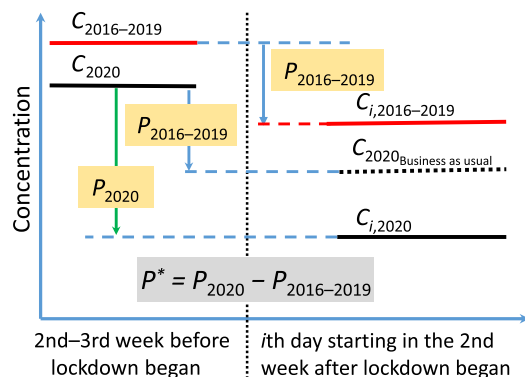 C2016–2019
C2020
P2016–2019
P2016–2019
P2020
Ci,2016–2019
C2020Business as usual
Ci,2020
P* = P2020 – P2016–2019
Concentration
2nd–3rd week before
lockdown began
ith day starting in the 2nd
week after lockdown began